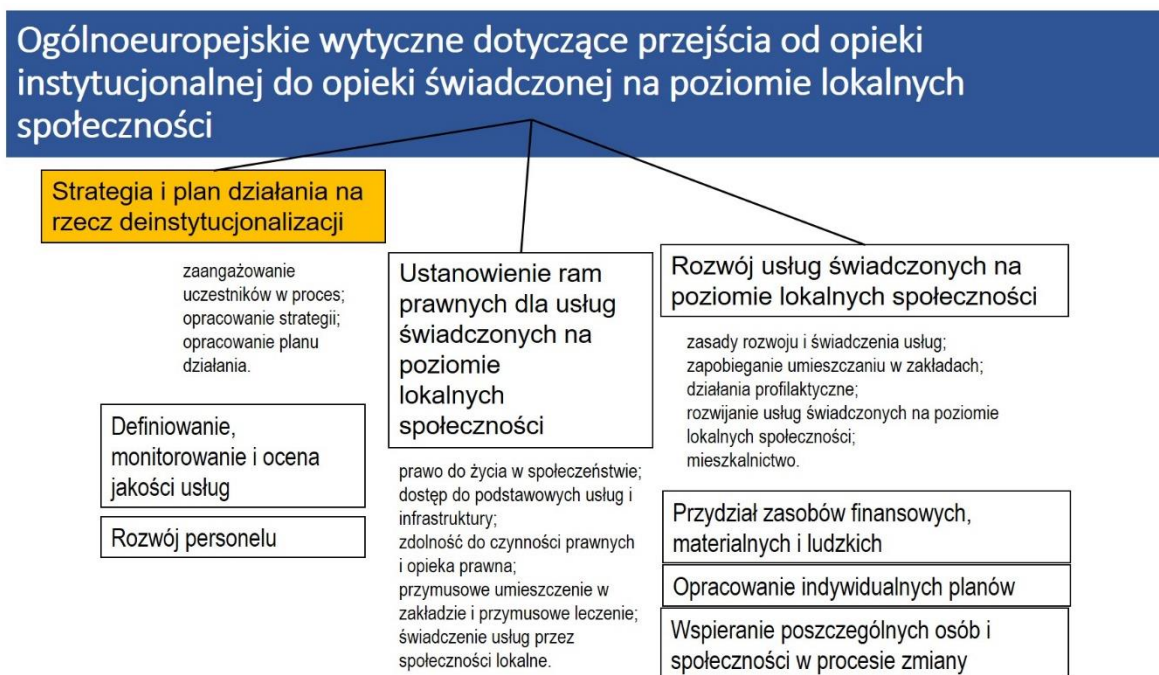 Ogólnoeuropejskie wytyczne dotyczące przejścia od opieki
instytucjonalnej do opieki świadczonej na poziomie lokalnych
społeczności
Strategia i plan działania na
rzecz deinstytucjonalizacji
zaangażowanie
uczestników w proces;
opracowanie strategii;
opracowanie planu
działania.
Definiowanie,
monitorowanie i ocena
jakości usług
Rozwój personelu
Ustanowienie ram
prawnych dla usług
świadczonych na
poziomie
lokalnych
społeczności
prawo do życia w społeczeństwie;
dostęp do podstawowych usług i
infrastruktury;
zdolność do czynności prawnych
i opieka prawna;
przymusowe umieszczenie w
zakładzie i przymusowe leczenie;
świadczenie usług przez
społeczności lokalne.
Rozwój usług świadczonych na
poziomie lokalnych społeczności
zasady rozwoju i świadczenia usług;
zapobieganie umieszczaniu w zakładach;
działania profilaktyczne;
rozwijanie usług świadczonych na poziomie
lokalnych społeczności;
mieszkalnictwo.
Przydział zasobów finansowych,
materialnych i ludzkich
Opracowanie indywidualnych planów
Wspieranie poszczególnych osób i
społeczności w procesie zmiany